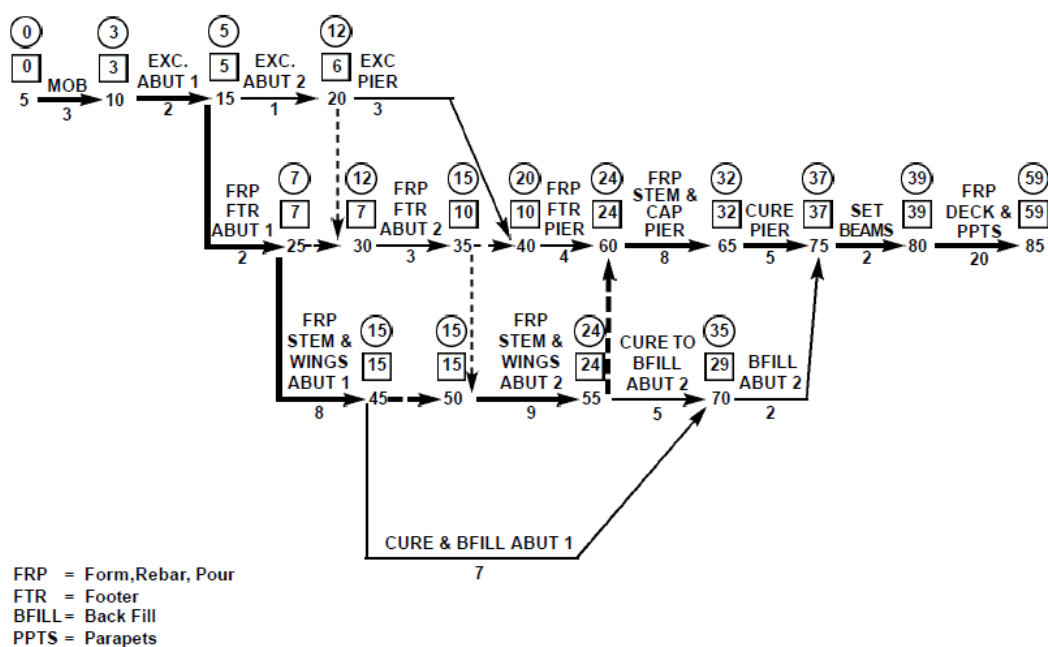 0 3 5 12
0 3 5 6
EXC. EXC. EXC
MOB ABUT 1 ABUT 2 PIER
5 10 15 20
3 2 1 3
7 12 15 20 24 32 37 39 59
7 7 10 10 24 32 37 39 59
FRP FTR ABUT 1
FRP FTR ABUT 2
FRP FTR PIER
FRP STEM & CAP PIER
CURE PIER
SET BEAMS
FRP DECK & PPTS
25 30 35 40 60 65 75 80 85
2 3 4 8 5 2 20
15 15 24 35
15 15 24 29
FRP STEM & WINGS ABUT 1
FRP STEM & WINGS ABUT 2
CURE TO BFILL ABUT 2
BFILL ABUT 2
45 50 55 70
8 9 5 2
CURE & BFILL ABUT 1
7
FRP = Form,Rebar, Pour
FTR = Footer
BFILL= Back Fill
PPTS = Parapets